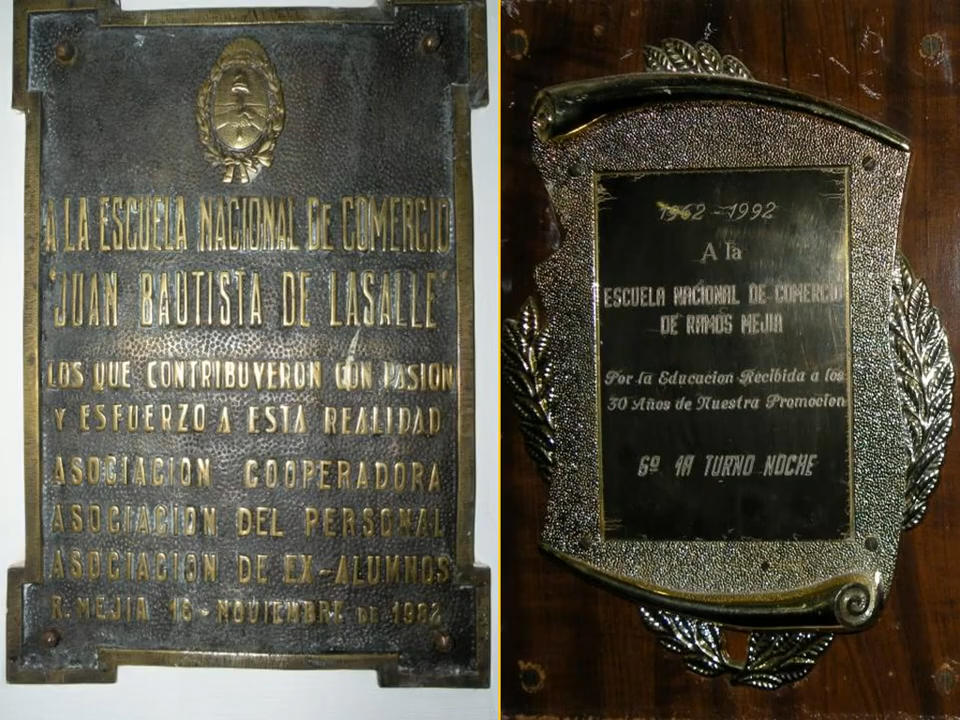 A LA ESCUELA NACIONAL DE COMERCIO
"JUAN BAUTISTA DE LASALLE"
LOS QUE CONTRIBUYERON CON PASION
Y ESFUERZO A ESTA REALIDAD
ASOCIACION COOPERADORA
ASOCIACION DEL PERSONAL
ASOCIACION DE EX-ALUMNOS
R. MEJIA 16 - NOVIEMBRE DE 1982
1962 - 1992
A la
ESCUELA NACIONAL DE COMERCIO
DE RAMOS MEJIA
Por la Educacion Recibida a los
30 Años de Nuestra Promocion
6º 1A TURNO NOCHE